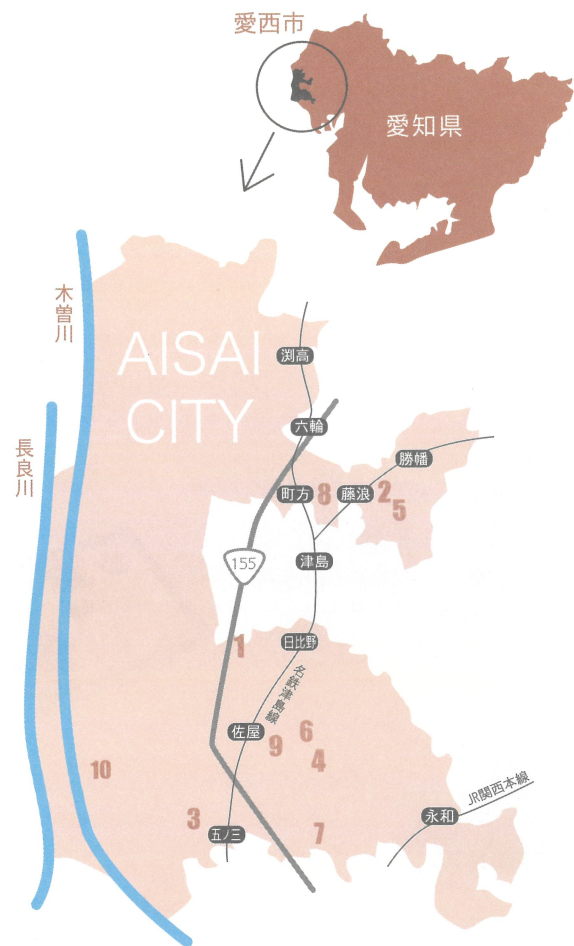 愛西市
愛知県
木曽川
AISAI
CITY
渕高
六輪
長良川
勝幡
町方
8
藤浪
2
5
155
津島
1
日比野
名鉄津島線
佐屋
6
9
4
10
JR関西本線
3
永和
五ノ三
7